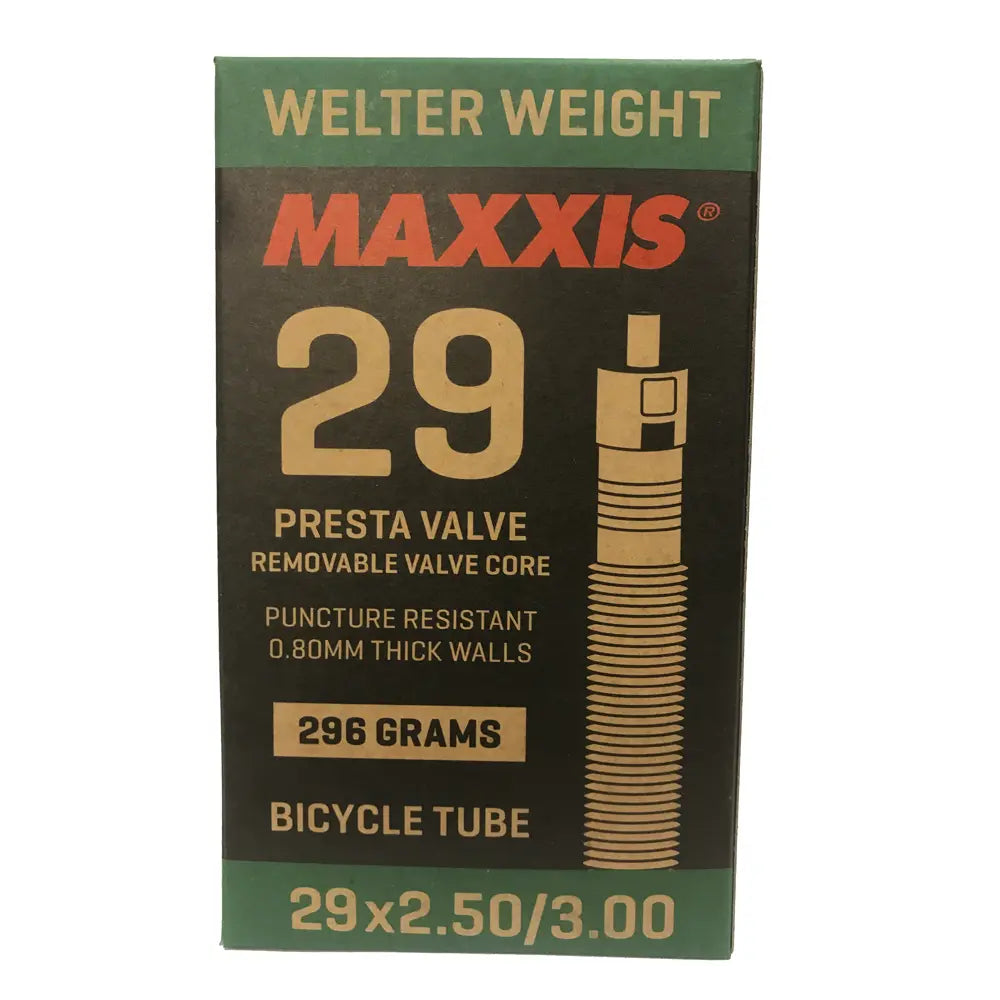 WELTER WEIGHT
MAXXIS®
29
PRESTA VALVE
REMOVABLE VALVE CORE
PUNCTURE RESISTANT
0.80MM THICK WALLS
296 GRAMS
BICYCLE TUBE
29x2.50/3.00